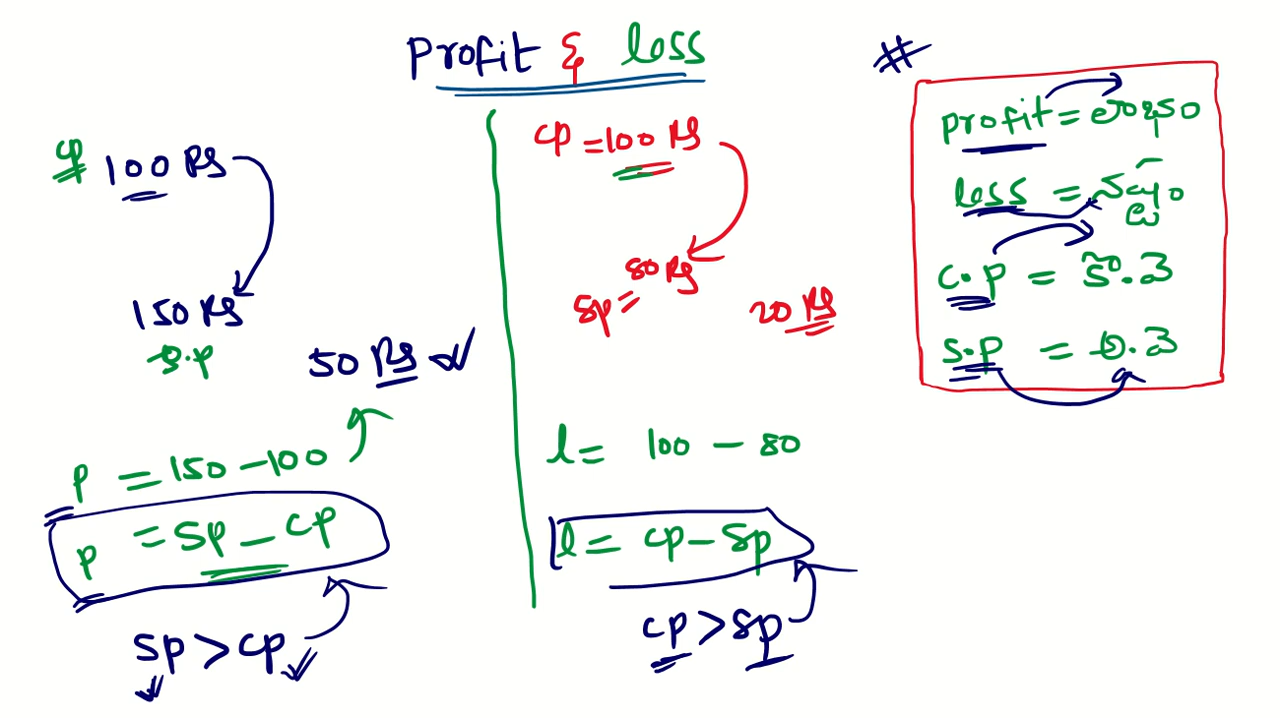 profit & loss
#
cp 100 Rs
150 Rs
s.p
50 Rs
p = 150 - 100
p = sp - cp
sp > cp
cp = 100 Rs
sp = 80 Rs
20 Rs
l = 100 - 80
l = cp - sp
cp > sp
profit =
loss =
c.p =
s.p =